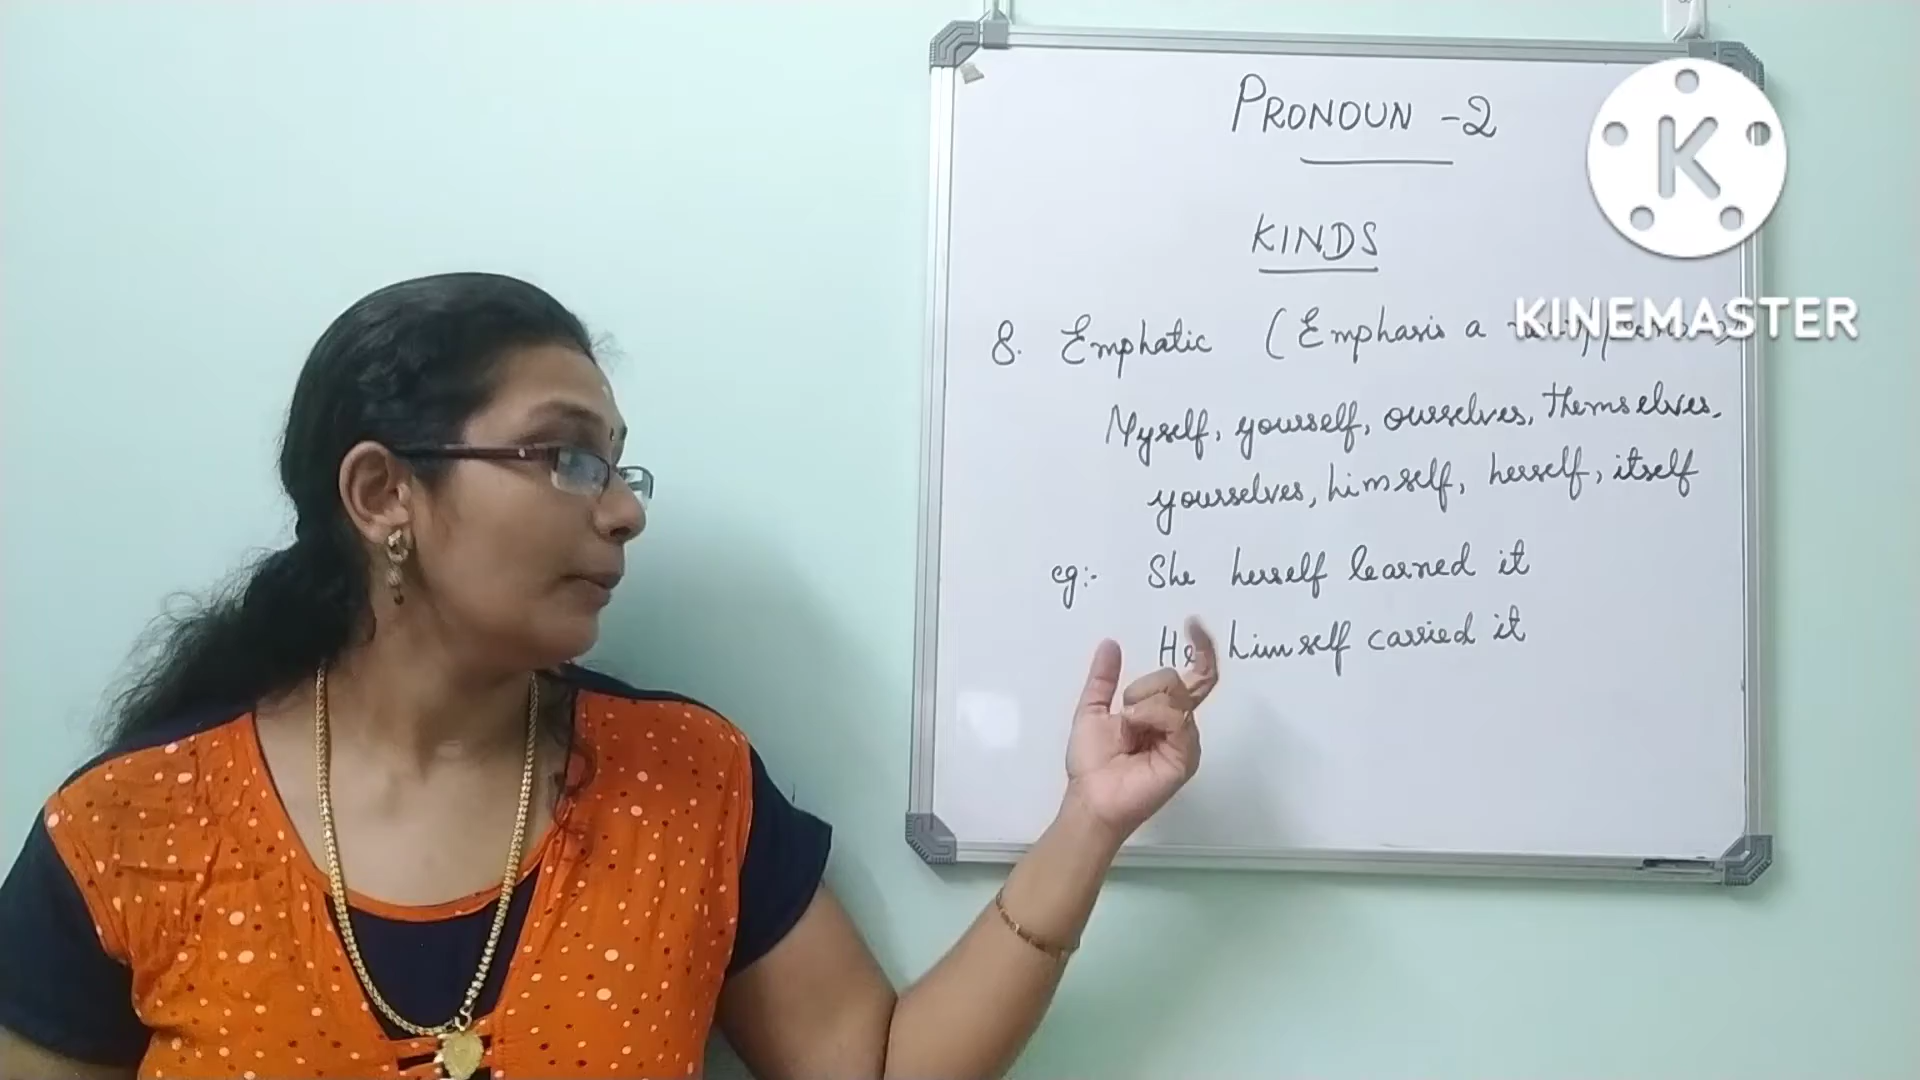 PRONOUN -2
KINDS
8. Emphatic (Emphasis a
KINEMASTER
Myself, yourself, ourselves, themselves,
yourselves, himself, herself, itself
eg:- She herself learned it
He himself carried it